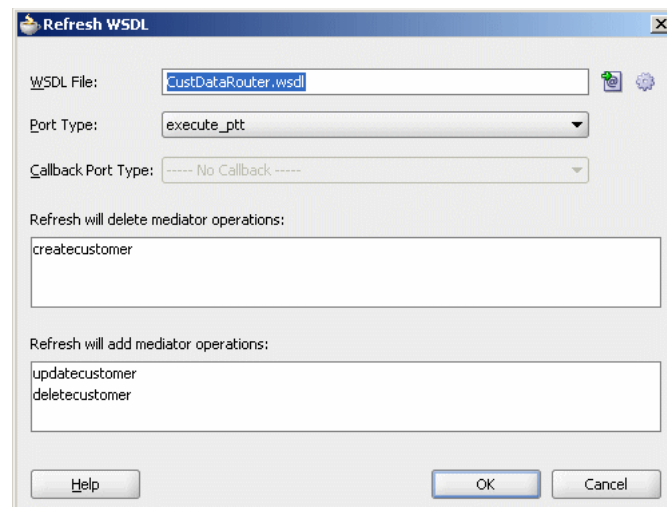 Refresh WSDL
WSDL File: CustDataRouter.wsdl
Port Type: execute_ptt
Callback Port Type: ----- No Callback -----
Refresh will delete mediator operations:
createcustomer
Refresh will add mediator operations:
updatecustomer
deletecustomer
Help OK Cancel